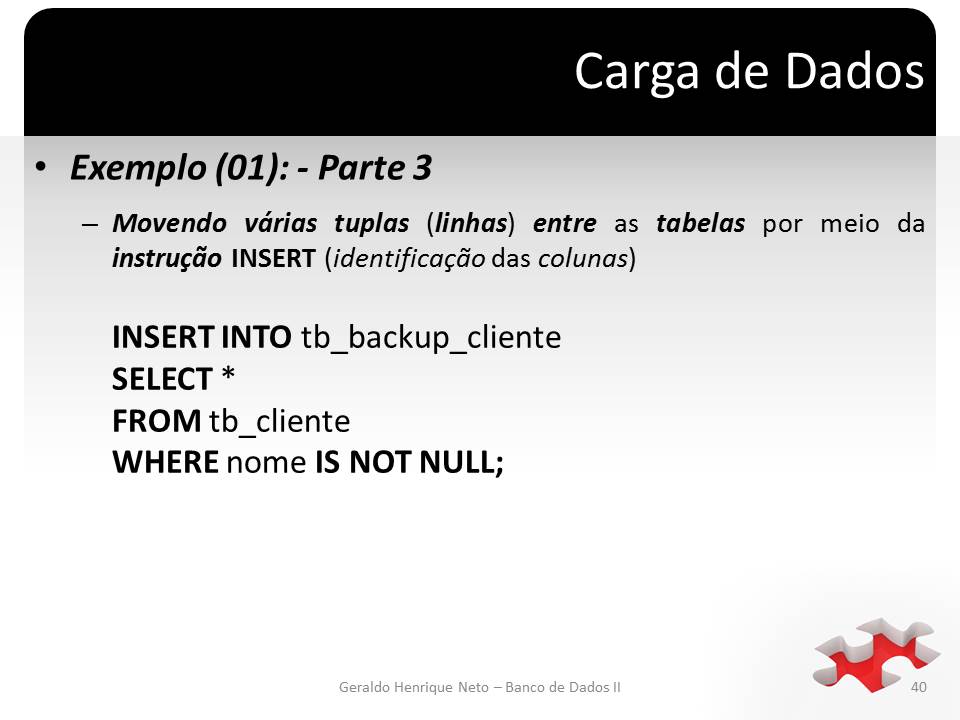 Carga de Dados
• Exemplo (01): - Parte 3
– Movendo várias tuplas (linhas) entre as tabelas por meio da
instrução INSERT (identificação das colunas)
INSERT INTO tb_backup_cliente
SELECT *
FROM tb_cliente
WHERE nome IS NOT NULL;
Geraldo Henrique Neto – Banco de Dados II
40